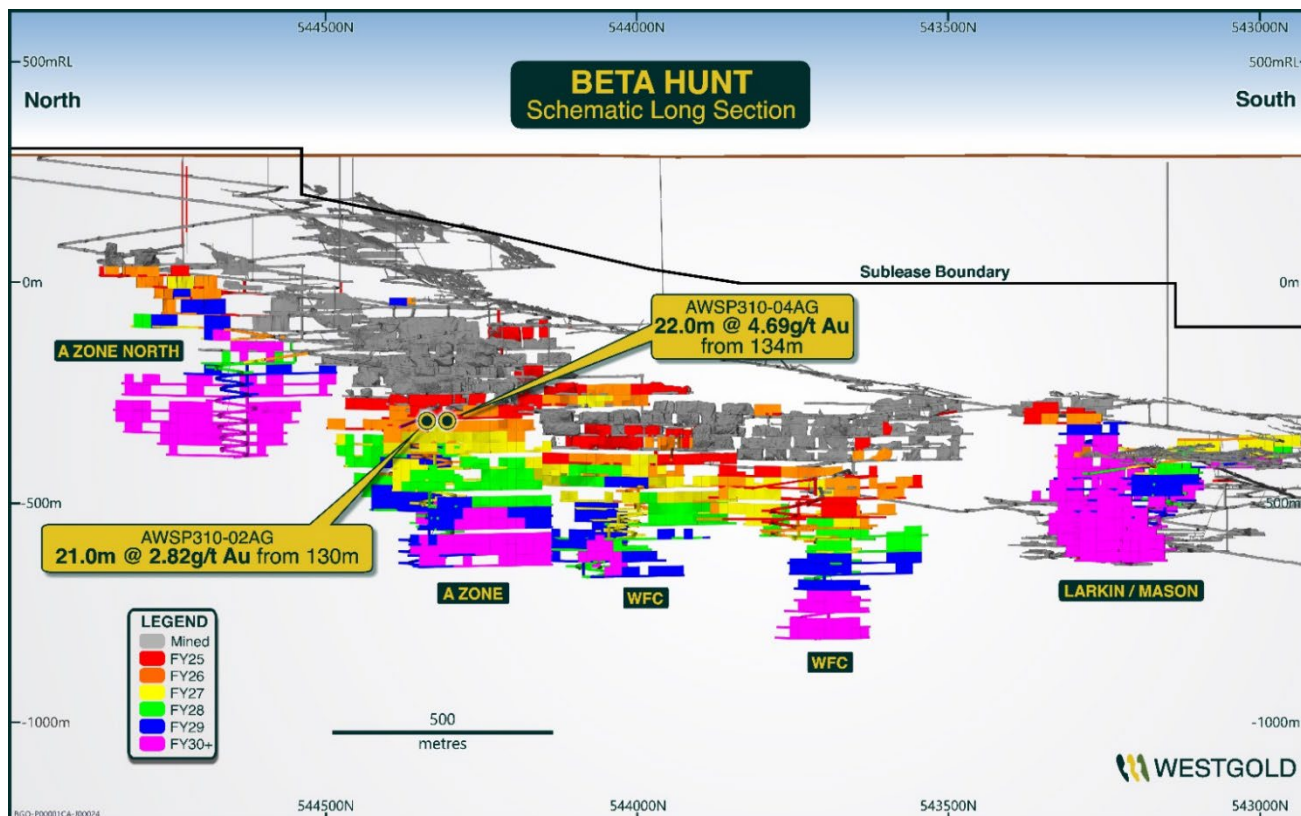 544500N
544000N
543500N
543000N
500mRL
500mRL
North
BETA HUNT
Schematic Long Section
South
Sublease Boundary
0m
0m
AWSP310-04AG
22.0m @ 4.69g/t Au
from 134m
A ZONE NORTH
-500m
-500m
AWSP310-02AG
21.0m @ 2.82g/t Au from 130m
A ZONE
WFC
LARKIN / MASON
WFC
LEGEND
Mined
FY25
FY26
FY27
FY28
FY29
FY30+
500
metres
-1000m
-1000m
WESTGOLD
544500N
544000N
543500N
543000N